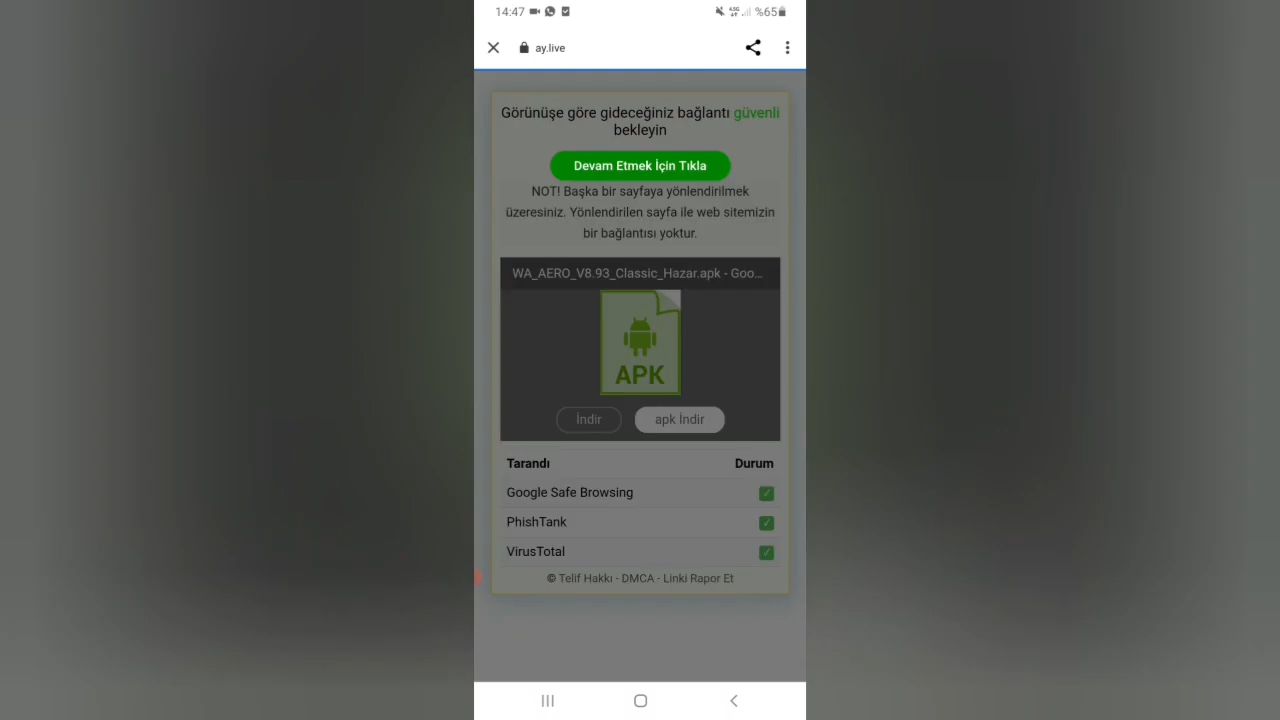 14:47
4.5G
%65
ay.live
Görünüşe göre gideceğiniz bağlantı güvenli
bekleyin
Devam Etmek İçin Tıkla
NOT! Başka bir sayfaya yönlendirilmek
üzeresiniz. Yönlendirilen sayfa ile web sitemizin
bir bağlantısı yoktur.
WA_AERO_V8.93_Classic_Hazar.apk - Goo...
APK
İndir
apk İndir
Tarandı
Durum
Google Safe Browsing
PhishTank
VirusTotal
© Telif Hakkı - DMCA - Linki Rapor Et